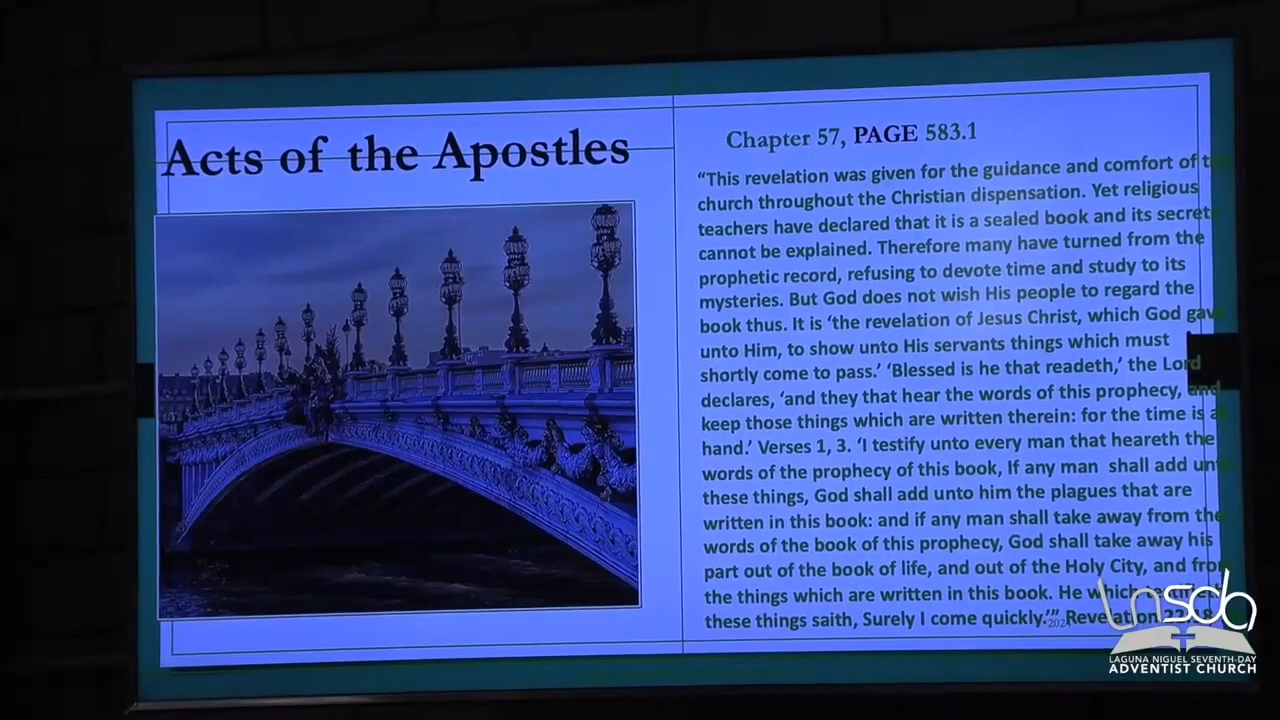 Acts of the Apostles
Chapter 57, PAGE 583.1
“This revelation was given for the guidance and comfort of
church throughout the Christian dispensation. Yet religious
teachers have declared that it is a sealed book and its secret
cannot be explained. Therefore many have turned from the
prophetic record, refusing to devote time and study to its
mysteries. But God does not wish His people to regard the
book thus. It is ‘the revelation of Jesus Christ, which God gav
unto Him, to show unto His servants things which must
shortly come to pass.’ ‘Blessed is he that readeth,’ the Lord
declares, ‘and they that hear the words of this prophecy, and
keep those things which are written therein: for the time is a
hand.’ Verses 1, 3. ‘I testify unto every man that heareth the
words of the prophecy of this book, If any man shall add un
these things, God shall add unto him the plagues that are
written in this book: and if any man shall take away from the
words of the book of this prophecy, God shall take away his
part out of the book of life, and out of the Holy City, and fro
the things which are written in this book. He which
these things saith, Surely I come quickly.’” Revelation
lnsda
LAGUNA NIGUEL SEVENTH-DAY
ADVENTIST CHURCH